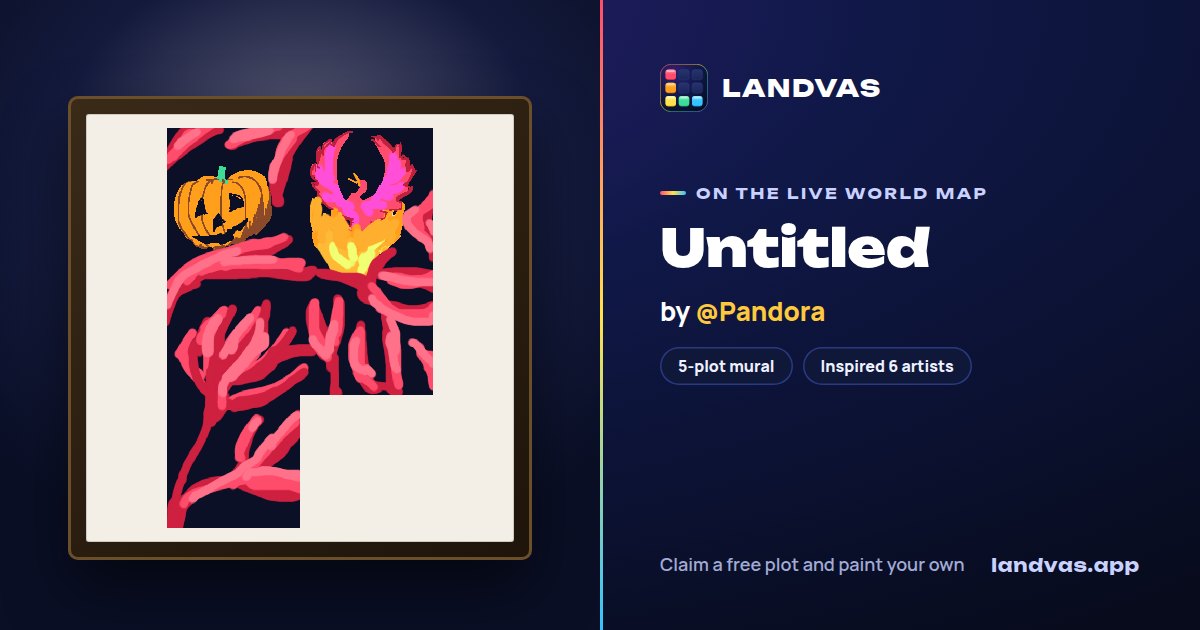 LANDVAS
ON THE LIVE WORLD MAP
Untitled
by @Pandora
5-plot mural
Inspired 6 artists
Claim a free plot and paint your own
landvas.app